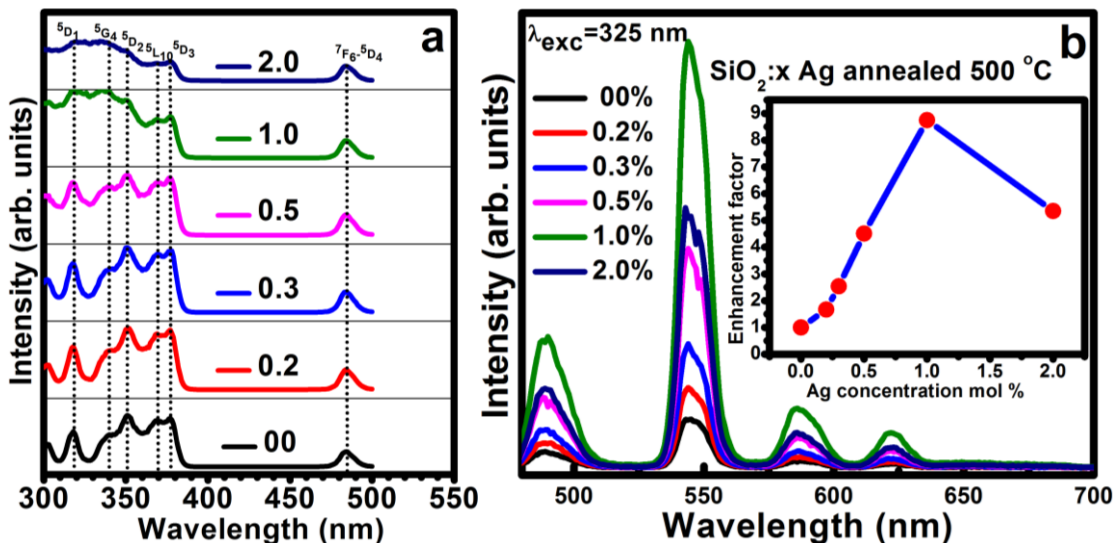 a
⁵D₁ ⁵G₄ ⁵D₂ ⁵L₁₀ ⁵D₃ ⁷F₆-⁵D₄
2.0
1.0
0.5
0.3
0.2
00
Intensity (arb. units)
300 350 400 450 500 550
Wavelength (nm)
b
λexc=325 nm
SiO₂:x Ag annealed 500 °C
00%
0.2%
0.3%
0.5%
1.0%
2.0%
Intensity (arb. units)
500 550 600 650 700
Wavelength (nm)
Enhancement factor
9
8
7
6
5
4
3
2
1
0
0.0 0.5 1.0 1.5 2.0
Ag concentration mol %